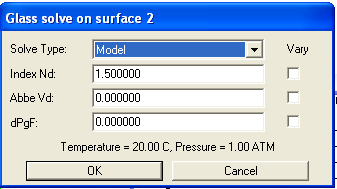 Glass solve on surface 2
Solve Type: Model Vary
Index Nd: 1.500000
Abbe Vd: 0.000000
dPgF: 0.000000
Temperature = 20.00 C, Pressure = 1.00 ATM
OK Cancel